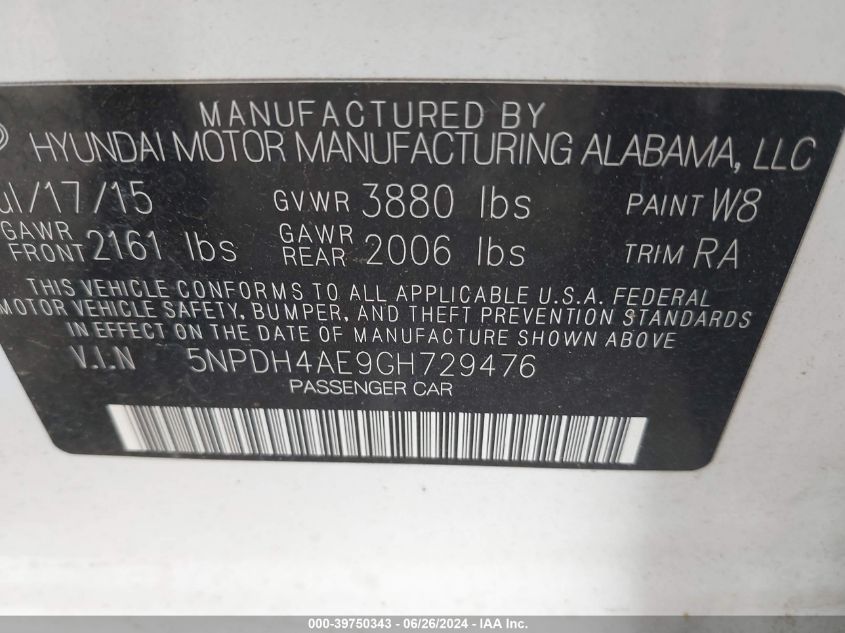 MANUFACTURED BY
HYUNDAI MOTOR MANUFACTURING ALABAMA, LLC
/17/15 GVWR 3880 lbs PAINT W8
GAWR FRONT 2161 lbs GAWR REAR 2006 lbs TRIM RA
THIS VEHICLE CONFORMS TO ALL APPLICABLE U.S.A. FEDERAL
MOTOR VEHICLE SAFETY, BUMPER, AND THEFT PREVENTION STANDARDS
IN EFFECT ON THE DATE OF MANUFACTURE SHOWN ABOVE
V.I.N 5NPDH4AE9GH729476
PASSENGER CAR
000-39750343 - 06/26/2024 - IAA Inc.